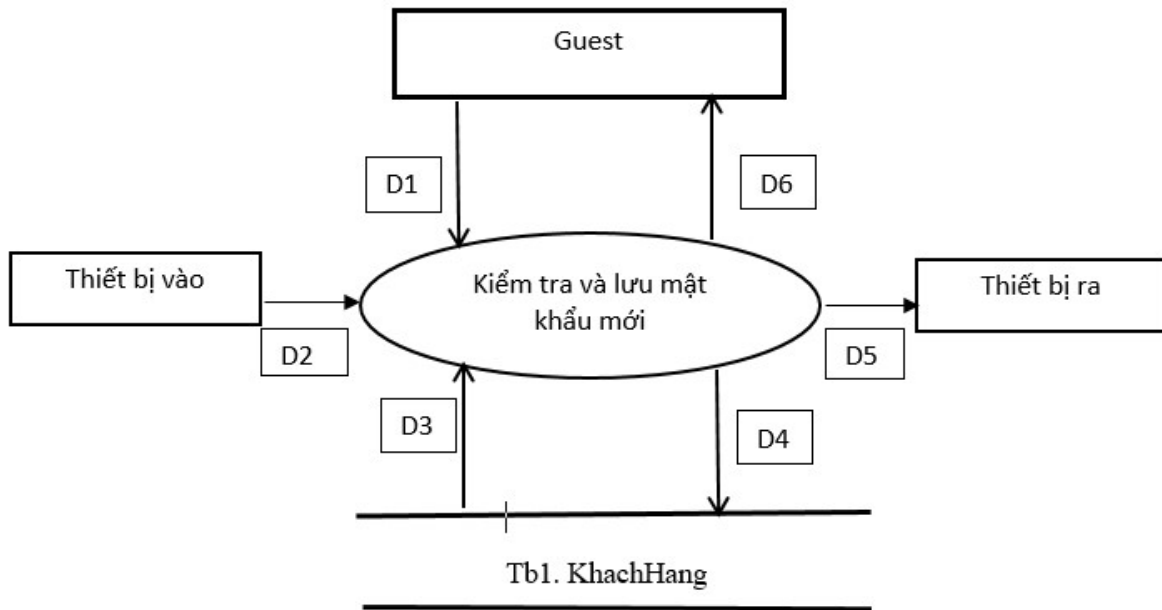 Guest
D1
D6
Thiết bị vào
Kiểm tra và lưu mật
khẩu mới
Thiết bị ra
D2
D5
D3
D4
Tb1. KhachHang